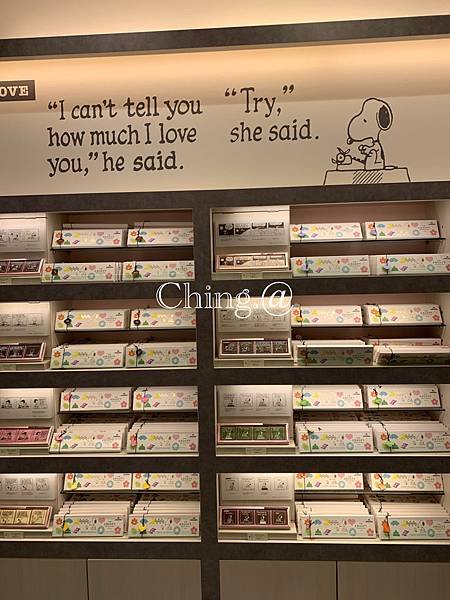 OVE
"I can't tell you
how much I love
you," he said.
"Try,"
she said.
Ching.@